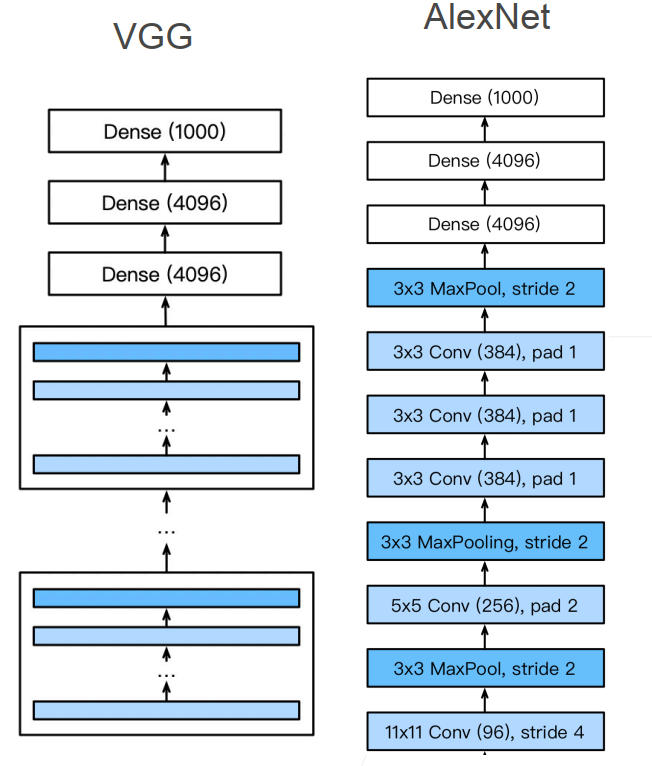 VGG
Dense (1000)
Dense (4096)
Dense (4096)
...
...
...
AlexNet
Dense (1000)
Dense (4096)
Dense (4096)
3x3 MaxPool, stride 2
3x3 Conv (384), pad 1
3x3 Conv (384), pad 1
3x3 Conv (384), pad 1
3x3 MaxPooling, stride 2
5x5 Conv (256), pad 2
3x3 MaxPool, stride 2
11x11 Conv (96), stride 4